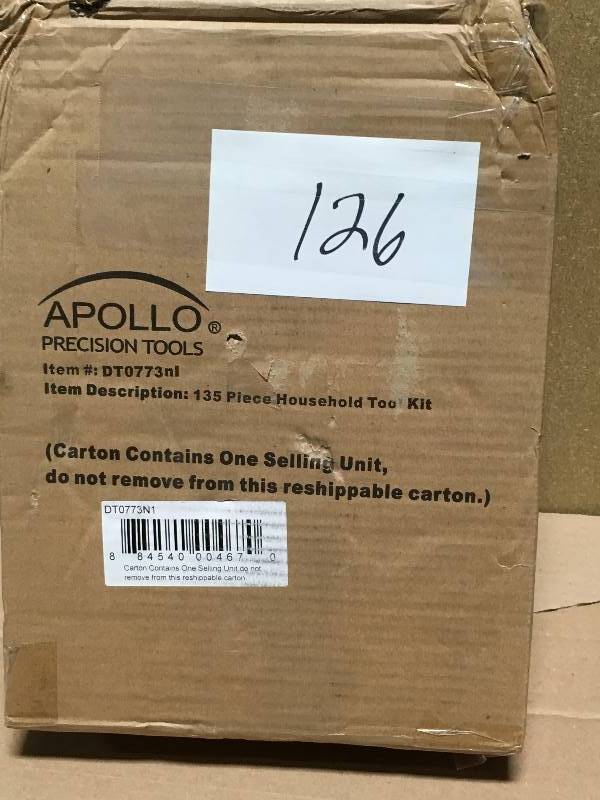 126
APOLLO®
PRECISION TOOLS
Item #: DT0773nl
Item Description: 135 Piece Household Tool Kit
(Carton Contains One Selling Unit,
do not remove from this reshippable carton.)
DT0773N1
8 84540 00467 0
Carton Contains One Selling Unit,do not
remove from this reshippable carton